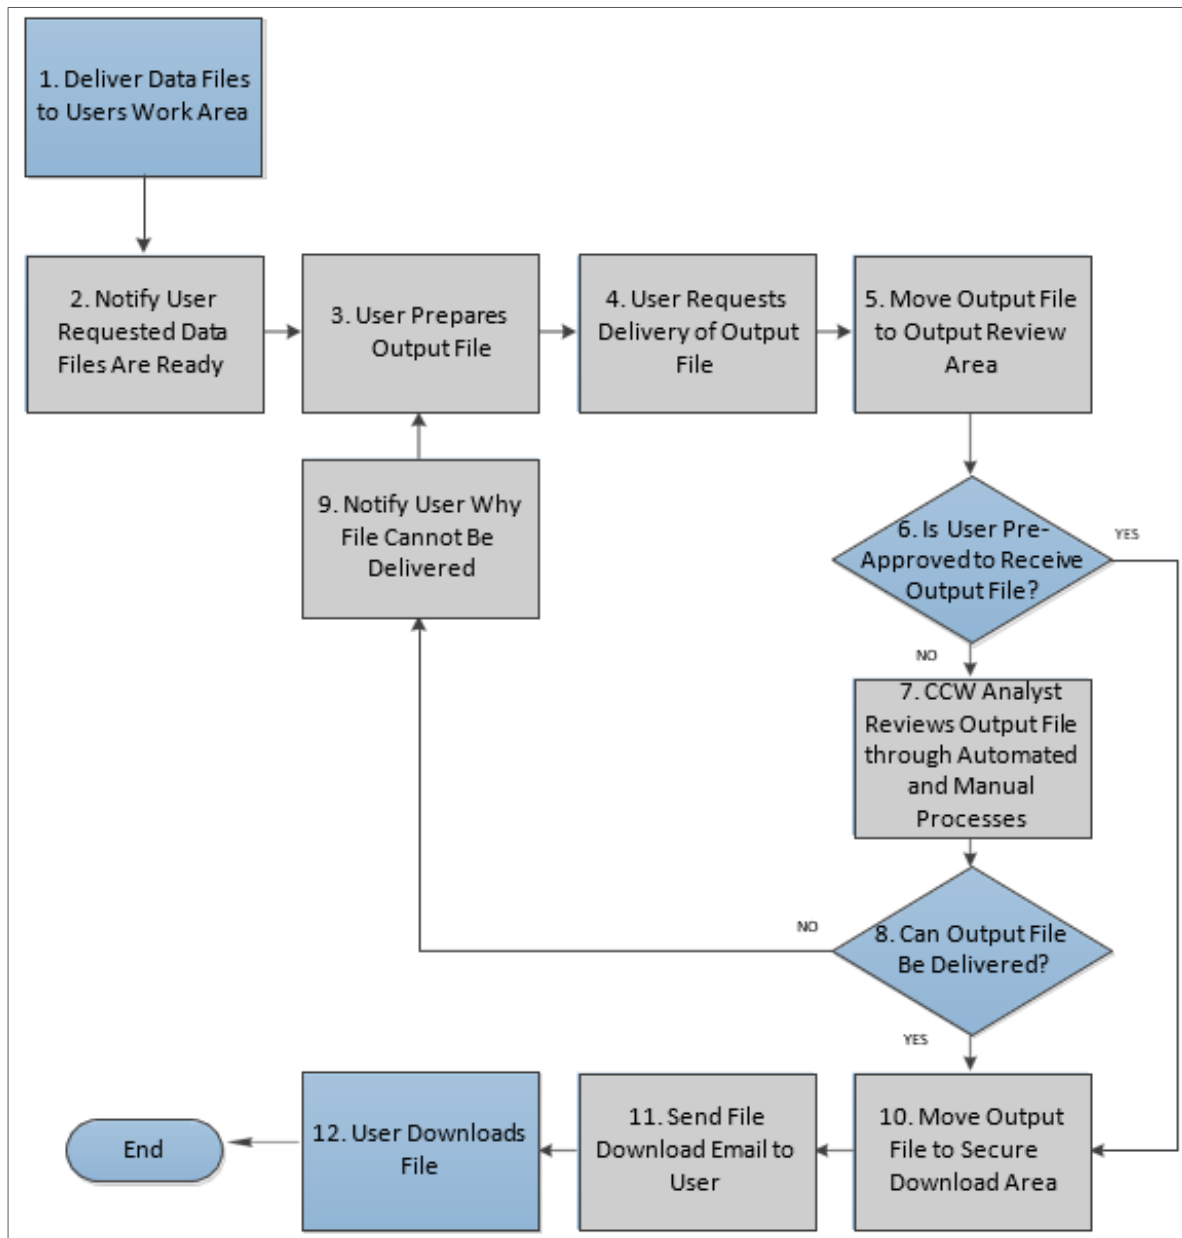 1. Deliver Data Files
to Users Work Area
2. Notify User
Requested Data
Files Are Ready
3. User Prepares
Output File
4. User Requests
Delivery of Output
File
5. Move Output File
to Output Review
Area
6. Is User Pre-
Approved to Receive
Output File?
YES
NO
7. CCW Analyst
Reviews Output File
through Automated
and Manual
Processes
8. Can Output File
Be Delivered?
NO
YES
9. Notify User Why
File Cannot Be
Delivered
10. Move Output
File to Secure
Download Area
11. Send File
Download Email to
User
12. User Downloads
File
End